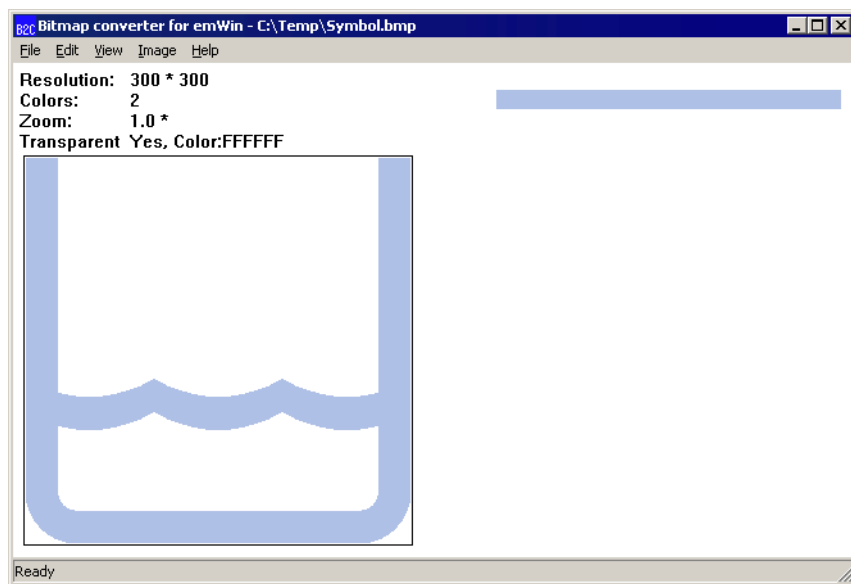 B2C Bitmap converter for emWin - C:\Temp\Symbol.bmp
File Edit View Image Help
Resolution: 300 * 300
Colors: 2
Zoom: 1.0 *
Transparent Yes, Color:FFFFFF
Ready